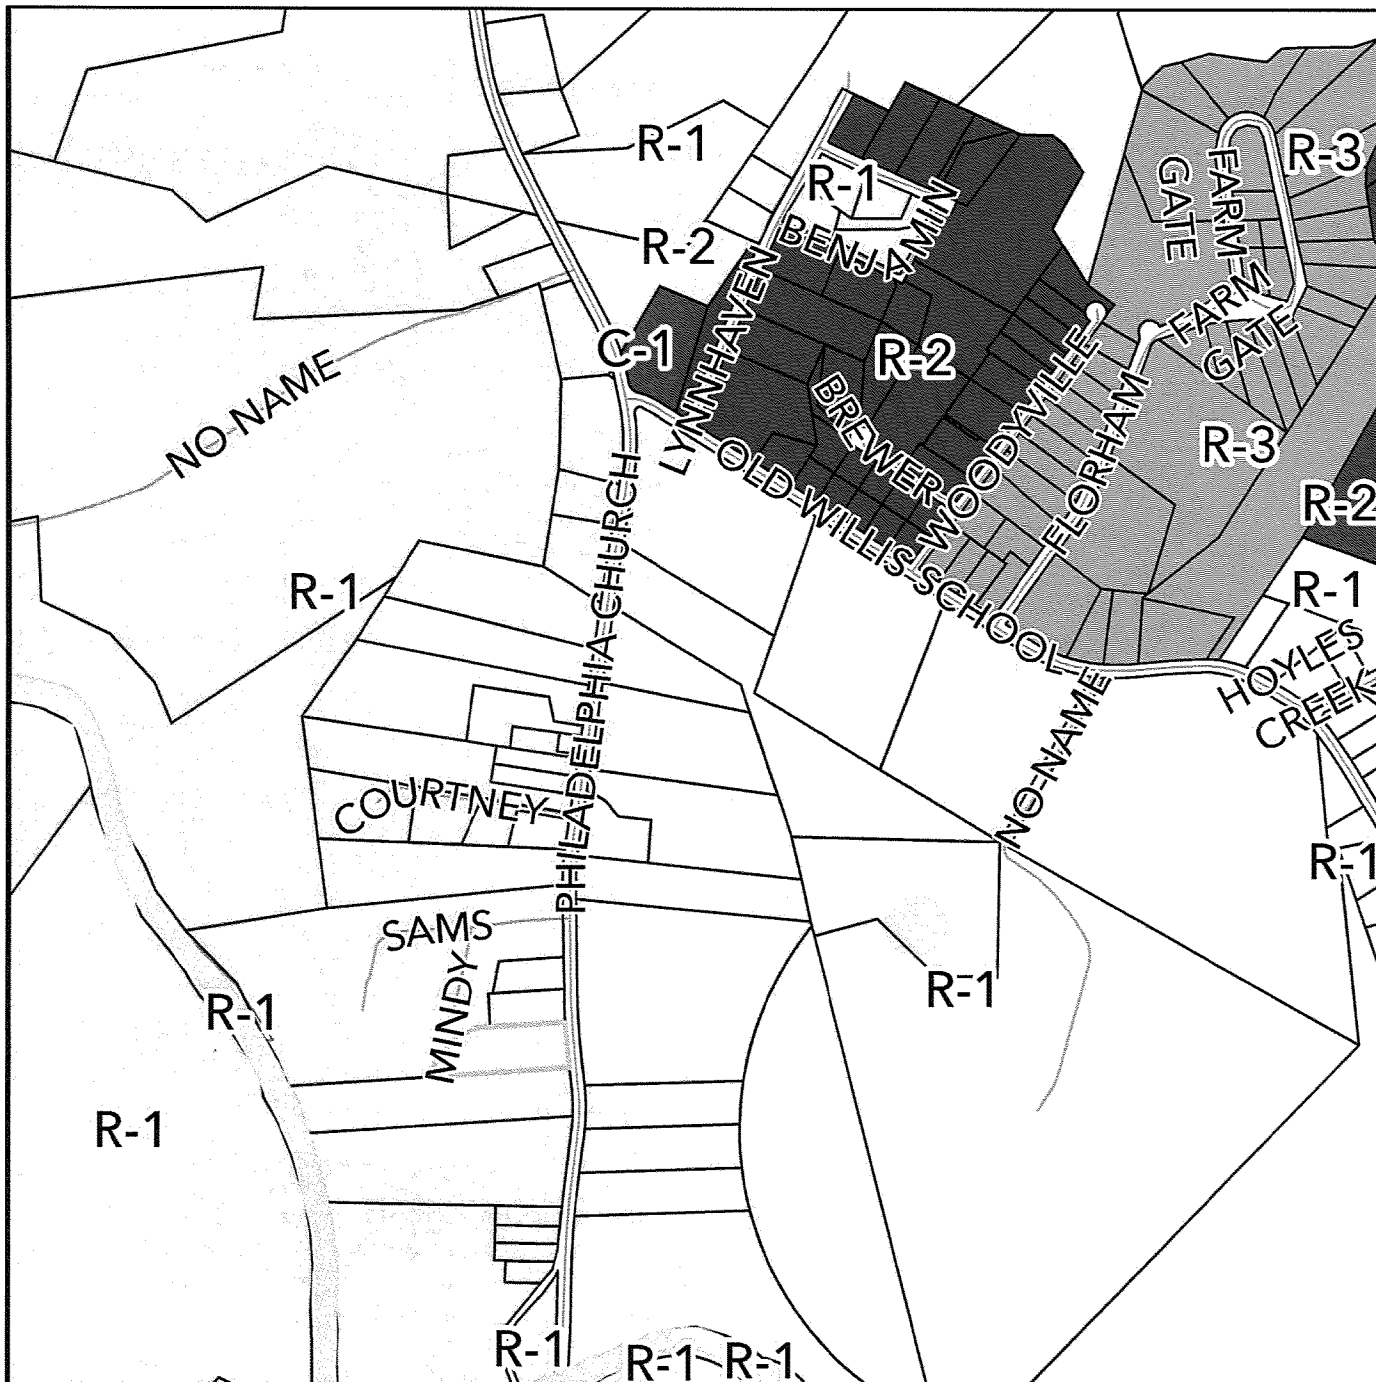 R-1
R-3
FARM
GATE
R-1
BENJAMIN
R-2
LYNNHAVEN
C-1
R-2
FARM
GATE
NO NAME
BREWER
WOODYVILLE
FLORHAM
R-3
OLD WILLIS SCHOOL
R-2
PHILADELPHIA CHURCH
R-1
R-1
HOYLES
CREEK
NO NAME
COURTNEY
R-1
SAMS
MINDY
R-1
R-1
R-1
R-1
R-1
R-1